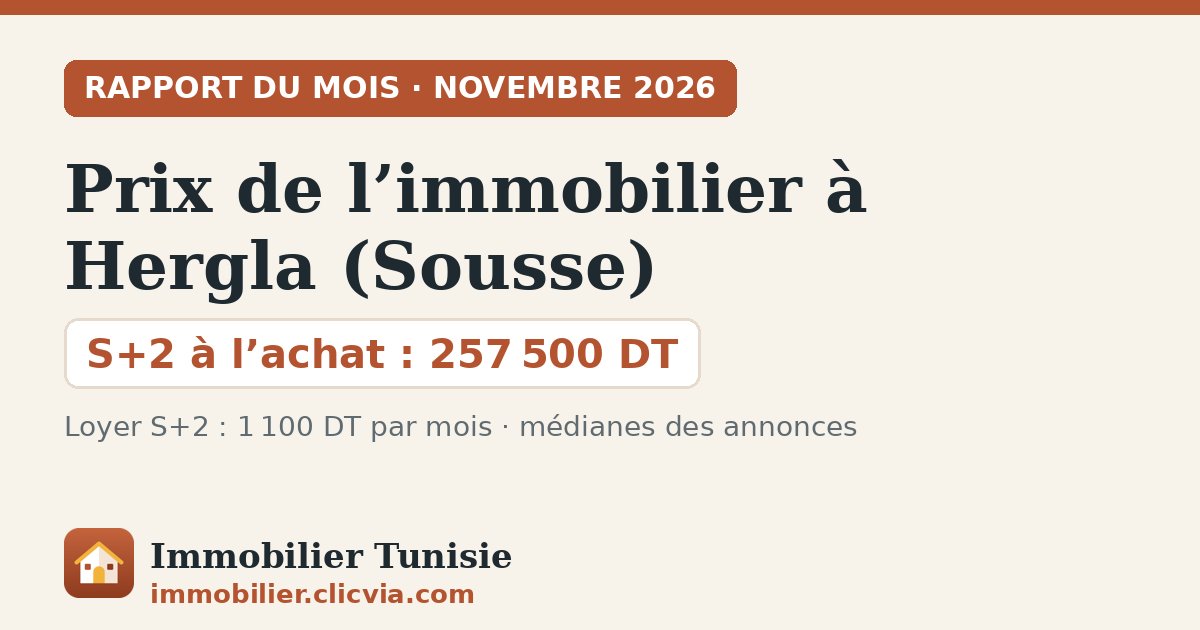 RAPPORT DU MOIS · NOVEMBRE 2026
Prix de l’immobilier à
Hergla (Sousse)
S+2 à l’achat : 257 500 DT
Loyer S+2 : 1 100 DT par mois · médianes des annonces
Immobilier Tunisie
immobilier.clicvia.com